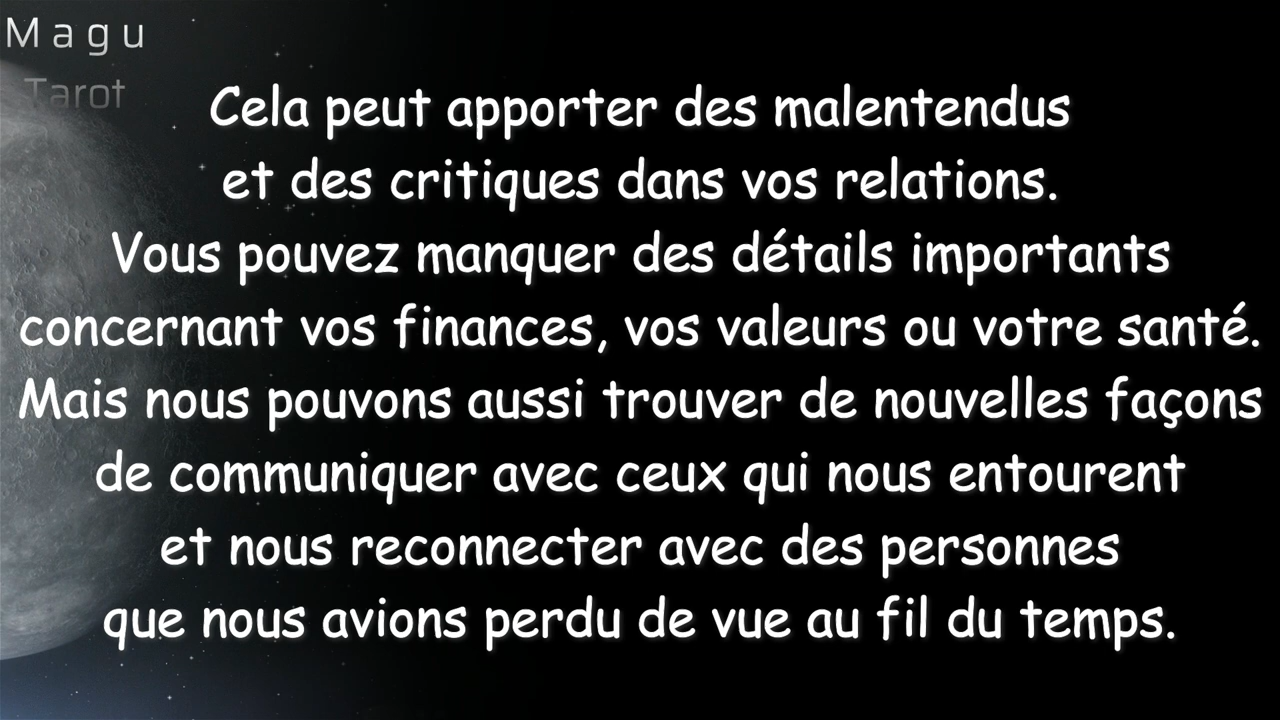 M a g u
Tarot
Cela peut apporter des malentendus
et des critiques dans vos relations.
Vous pouvez manquer des détails importants
concernant vos finances, vos valeurs ou votre santé.
Mais nous pouvons aussi trouver de nouvelles façons
de communiquer avec ceux qui nous entourent
et nous reconnecter avec des personnes
que nous avions perdu de vue au fil du temps.